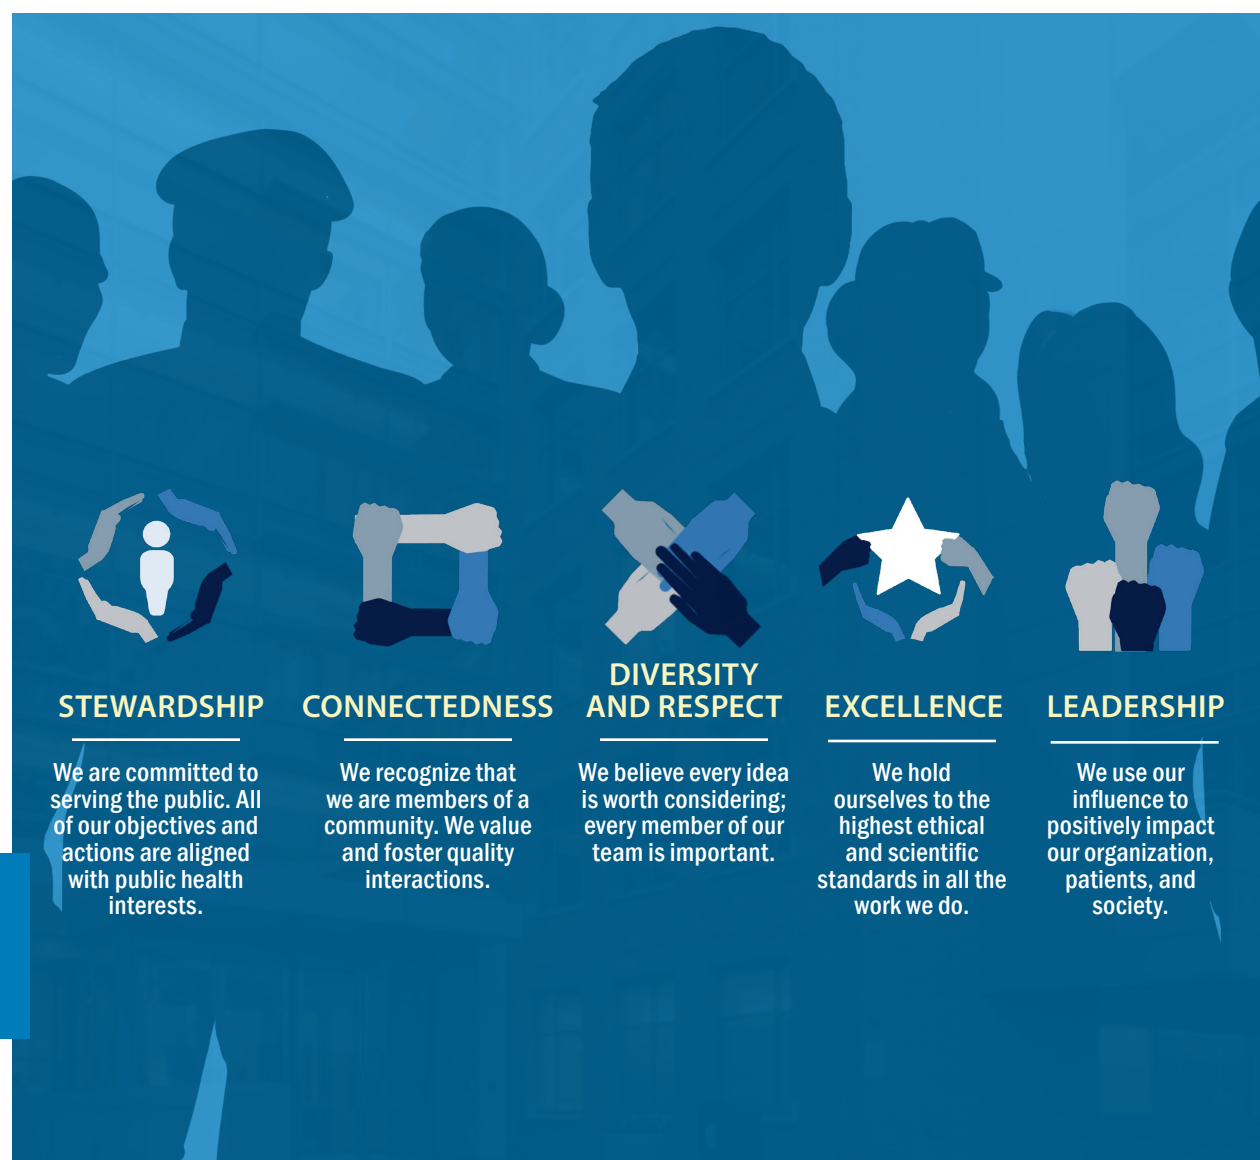 STEWARDSHIP
We are committed to
serving the public. All
of our objectives and
actions are aligned
with public health
interests.
CONNECTEDNESS
We recognize that
we are members of a
community. We value
and foster quality
interactions.
DIVERSITY
AND RESPECT
We believe every idea
is worth considering;
every member of our
team is important.
EXCELLENCE
We hold
ourselves to the
highest ethical
and scientific
standards in all the
work we do.
LEADERSHIP
We use our
influence to
positively impact
our organization,
patients, and
society.